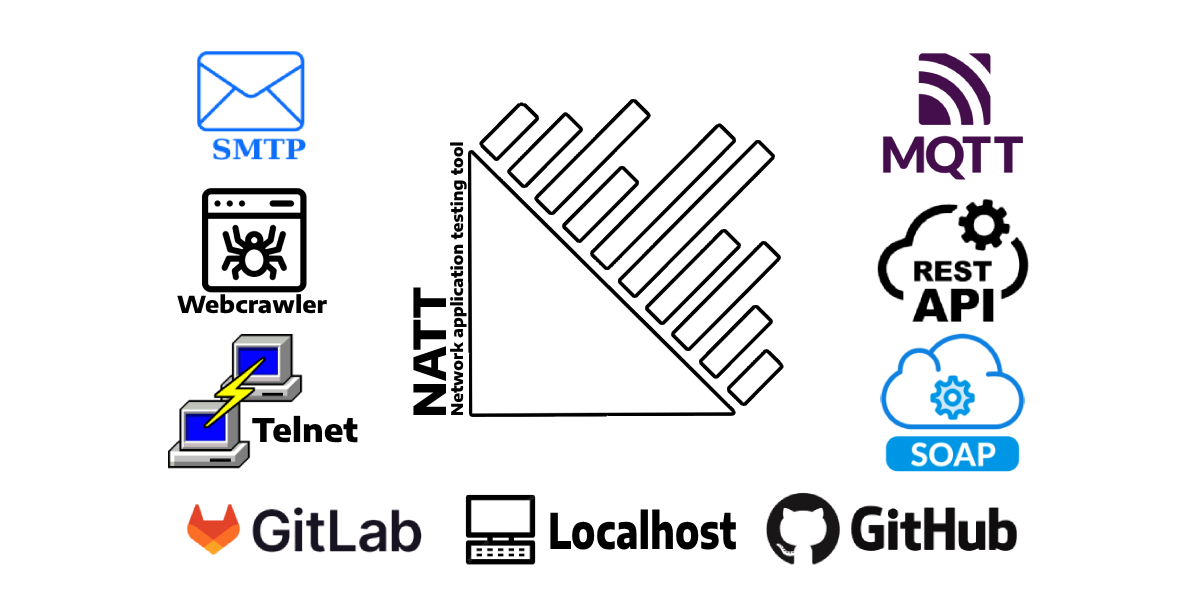 SMTP
Webcrawler
Telnet
NATT
Network application testing tool
MQTT
REST
API
SOAP
GitLab
Localhost
GitHub